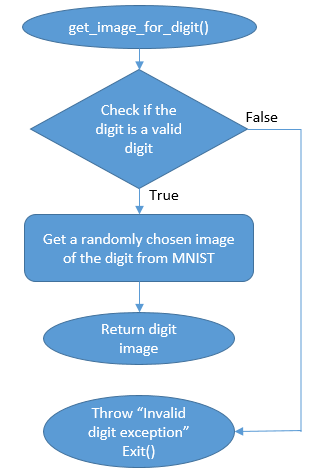 get_image_for_digit()
Check if the
digit is a valid
digit
False
True
Get a randomly chosen image
of the digit from MNIST
Return digit
image
Throw “Invalid
digit exception”
Exit()